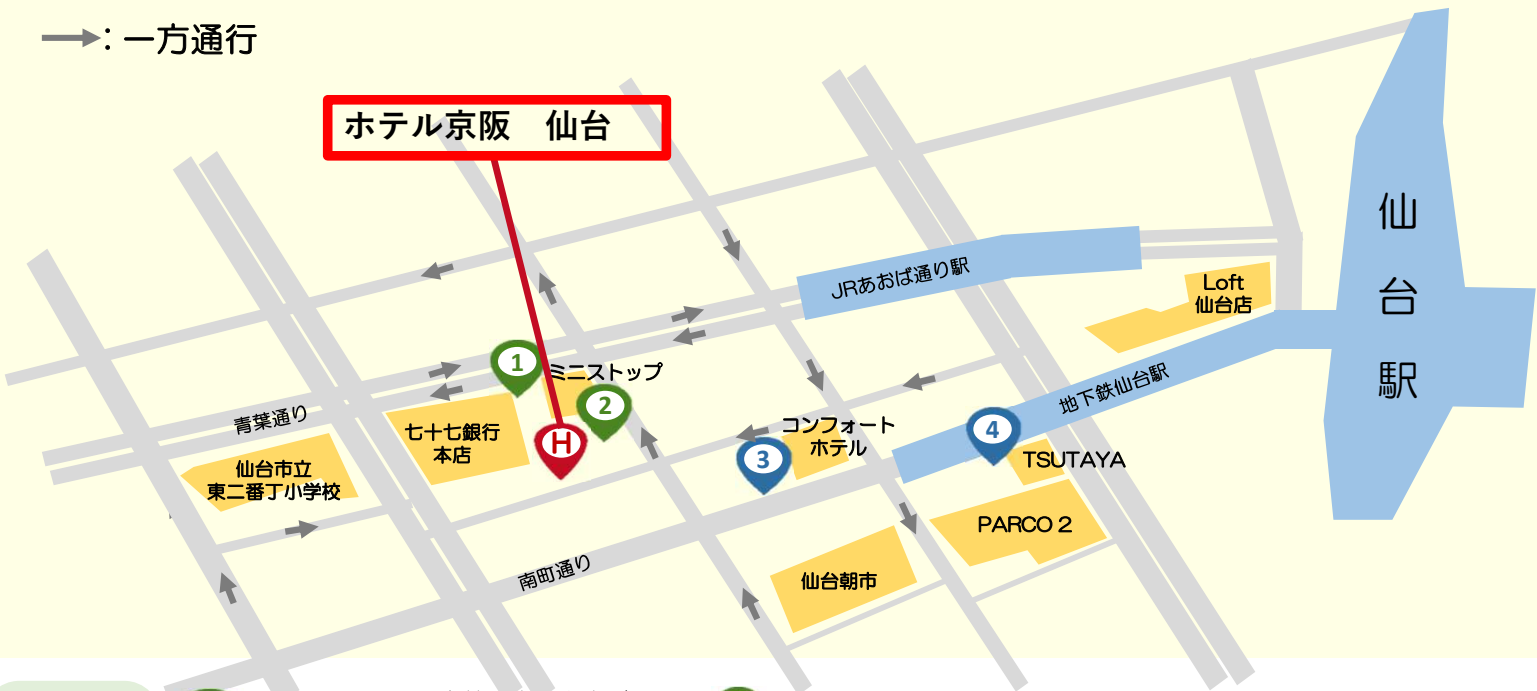 →：一方通行
ホテル京阪　仙台
仙台駅
JRあおば通り駅
Loft
仙台店
1
ミニストップ
地下鉄仙台駅
2
青葉通り
七十七銀行
本店
H
コンフォート
ホテル
3
4
TSUTAYA
仙台市立
東二番丁小学校
PARCO 2
南町通り
仙台朝市